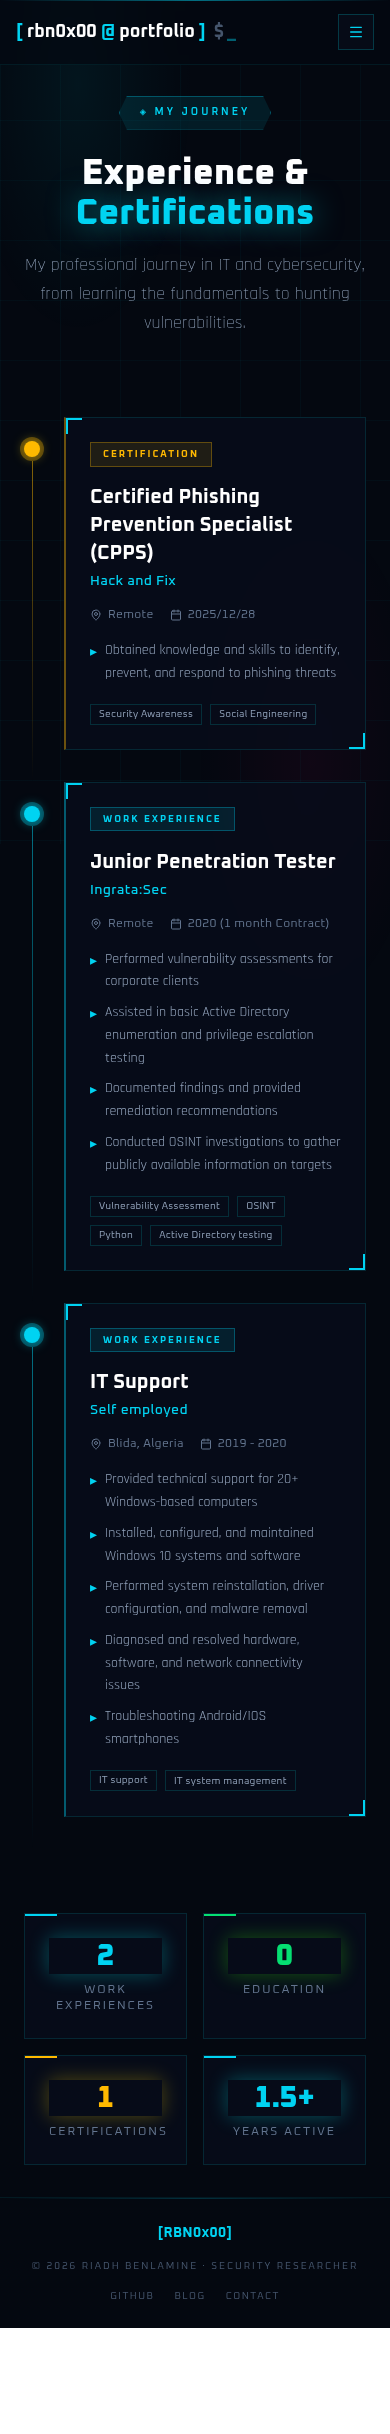 [ rbn0x00 @ portfolio ] $_
◈ MY JOURNEY
Experience &
Certifications
My professional journey in IT and cybersecurity,
from learning the fundamentals to hunting
vulnerabilities.
CERTIFICATION
Certified Phishing
Prevention Specialist
(CPPS)
Hack and Fix
Remote 2025/12/28
▸ Obtained knowledge and skills to identify,
prevent, and respond to phishing threats
Security Awareness Social Engineering
WORK EXPERIENCE
Junior Penetration Tester
Ingrata:Sec
Remote 2020 (1 month Contract)
▸ Performed vulnerability assessments for
corporate clients
▸ Assisted in basic Active Directory
enumeration and privilege escalation
testing
▸ Documented findings and provided
remediation recommendations
▸ Conducted OSINT investigations to gather
publicly available information on targets
Vulnerability Assessment OSINT
Python Active Directory testing
WORK EXPERIENCE
IT Support
Self employed
Blida, Algeria 2019 - 2020
▸ Provided technical support for 20+
Windows-based computers
▸ Installed, configured, and maintained
Windows 10 systems and software
▸ Performed system reinstallation, driver
configuration, and malware removal
▸ Diagnosed and resolved hardware,
software, and network connectivity
issues
▸ Troubleshooting Android/IOS
smartphones
IT support IT system management
2
WORK
EXPERIENCES
0
EDUCATION
1
CERTIFICATIONS
1.5+
YEARS ACTIVE
[RBN0x00]
© 2026 RIADH BENLAMINE · SECURITY RESEARCHER
GITHUB BLOG CONTACT